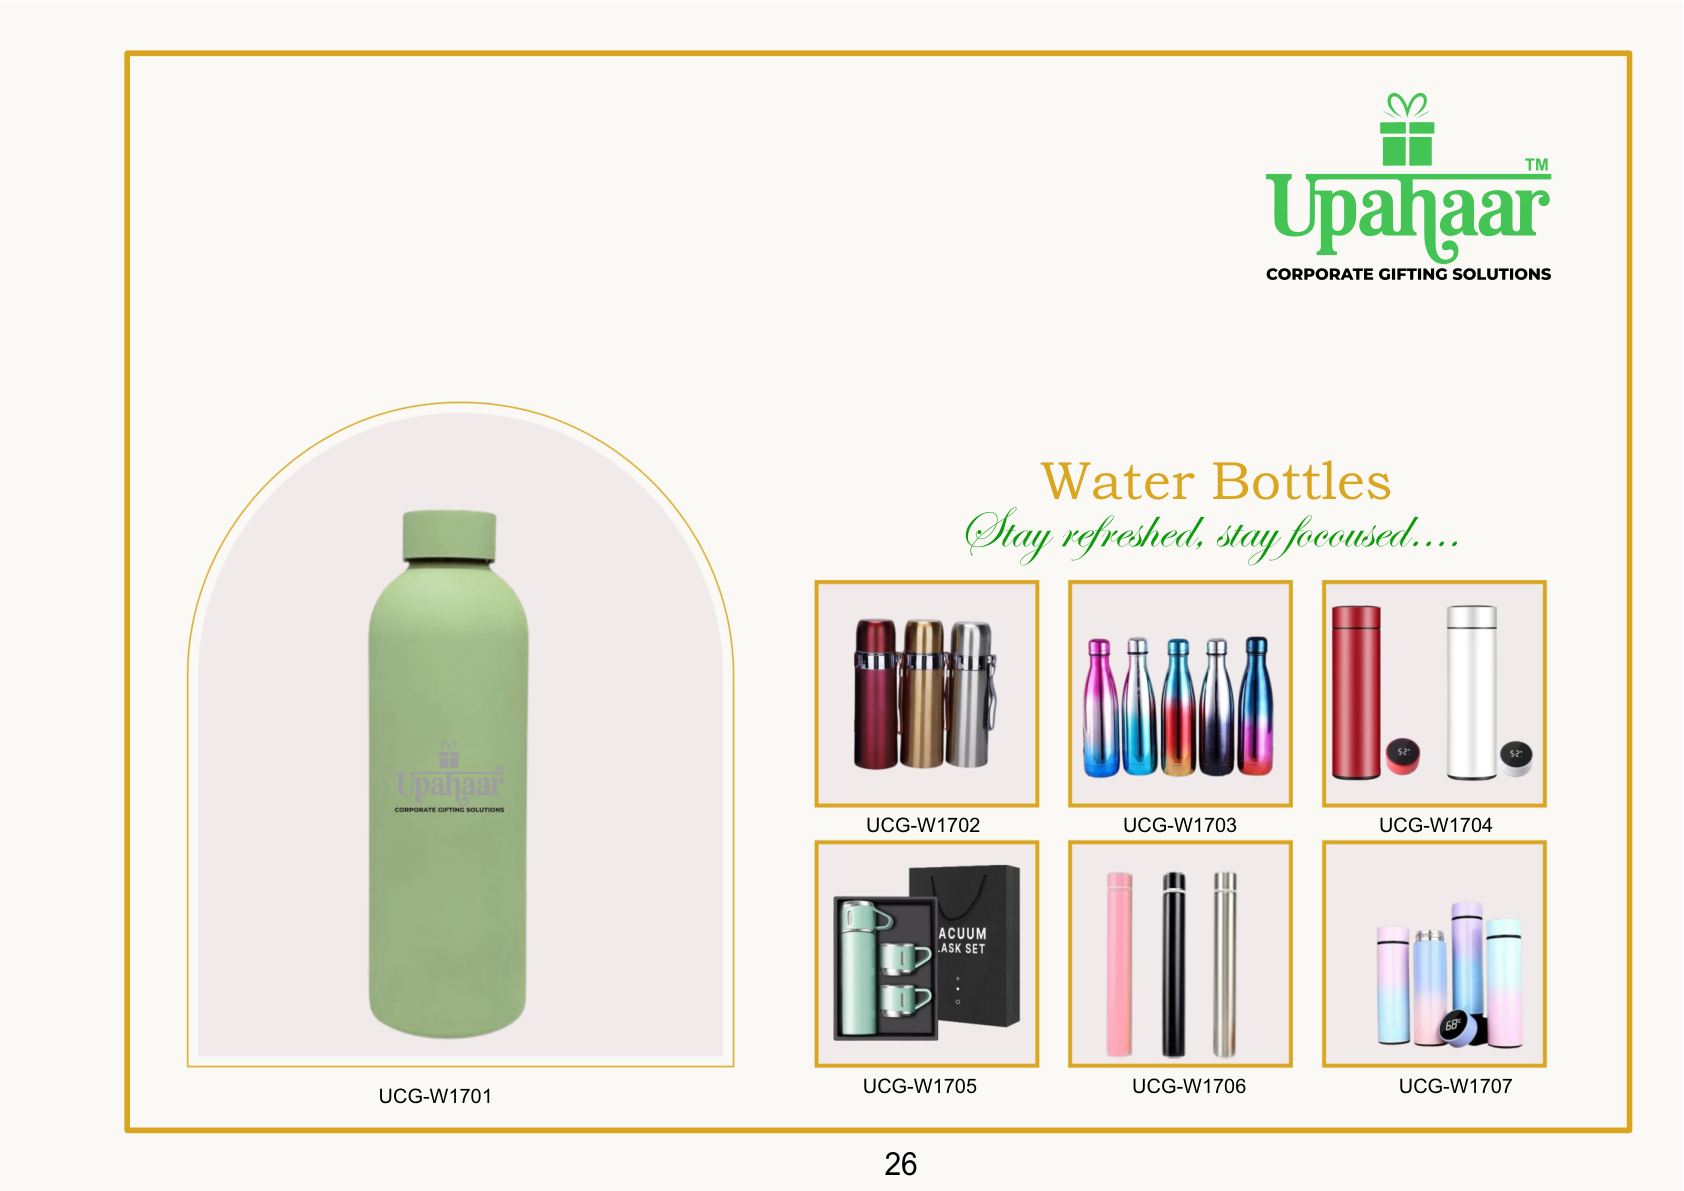 TM
Upahaar
CORPORATE GIFTING SOLUTIONS
Water Bottles
Stay refreshed, stay focoused....
Upahaar
CORPORATE GIFTING SOLUTIONS
52°
52°
UCG-W1702
UCG-W1703
UCG-W1704
ACUUM
LASK SET
68°c
UCG-W1705
UCG-W1706
UCG-W1707
UCG-W1701
26